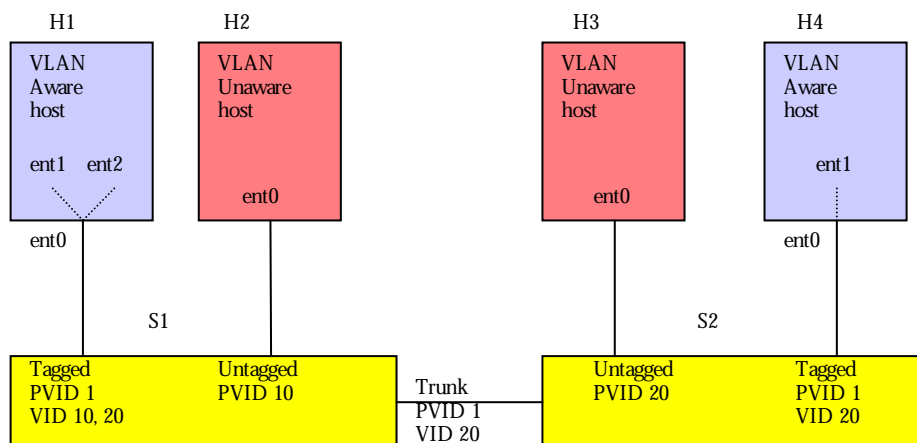 H1
H2
H3
H4
VLAN
Aware
host
VLAN
Unaware
host
VLAN
Unaware
host
VLAN
Aware
host
ent1
ent2
ent0
ent0
ent1
ent0
ent0
S1
S2
Tagged
PVID 1
VID 10, 20
Untagged
PVID 10
Trunk
PVID 1
VID 20
Untagged
PVID 20
Tagged
PVID 1
VID 20